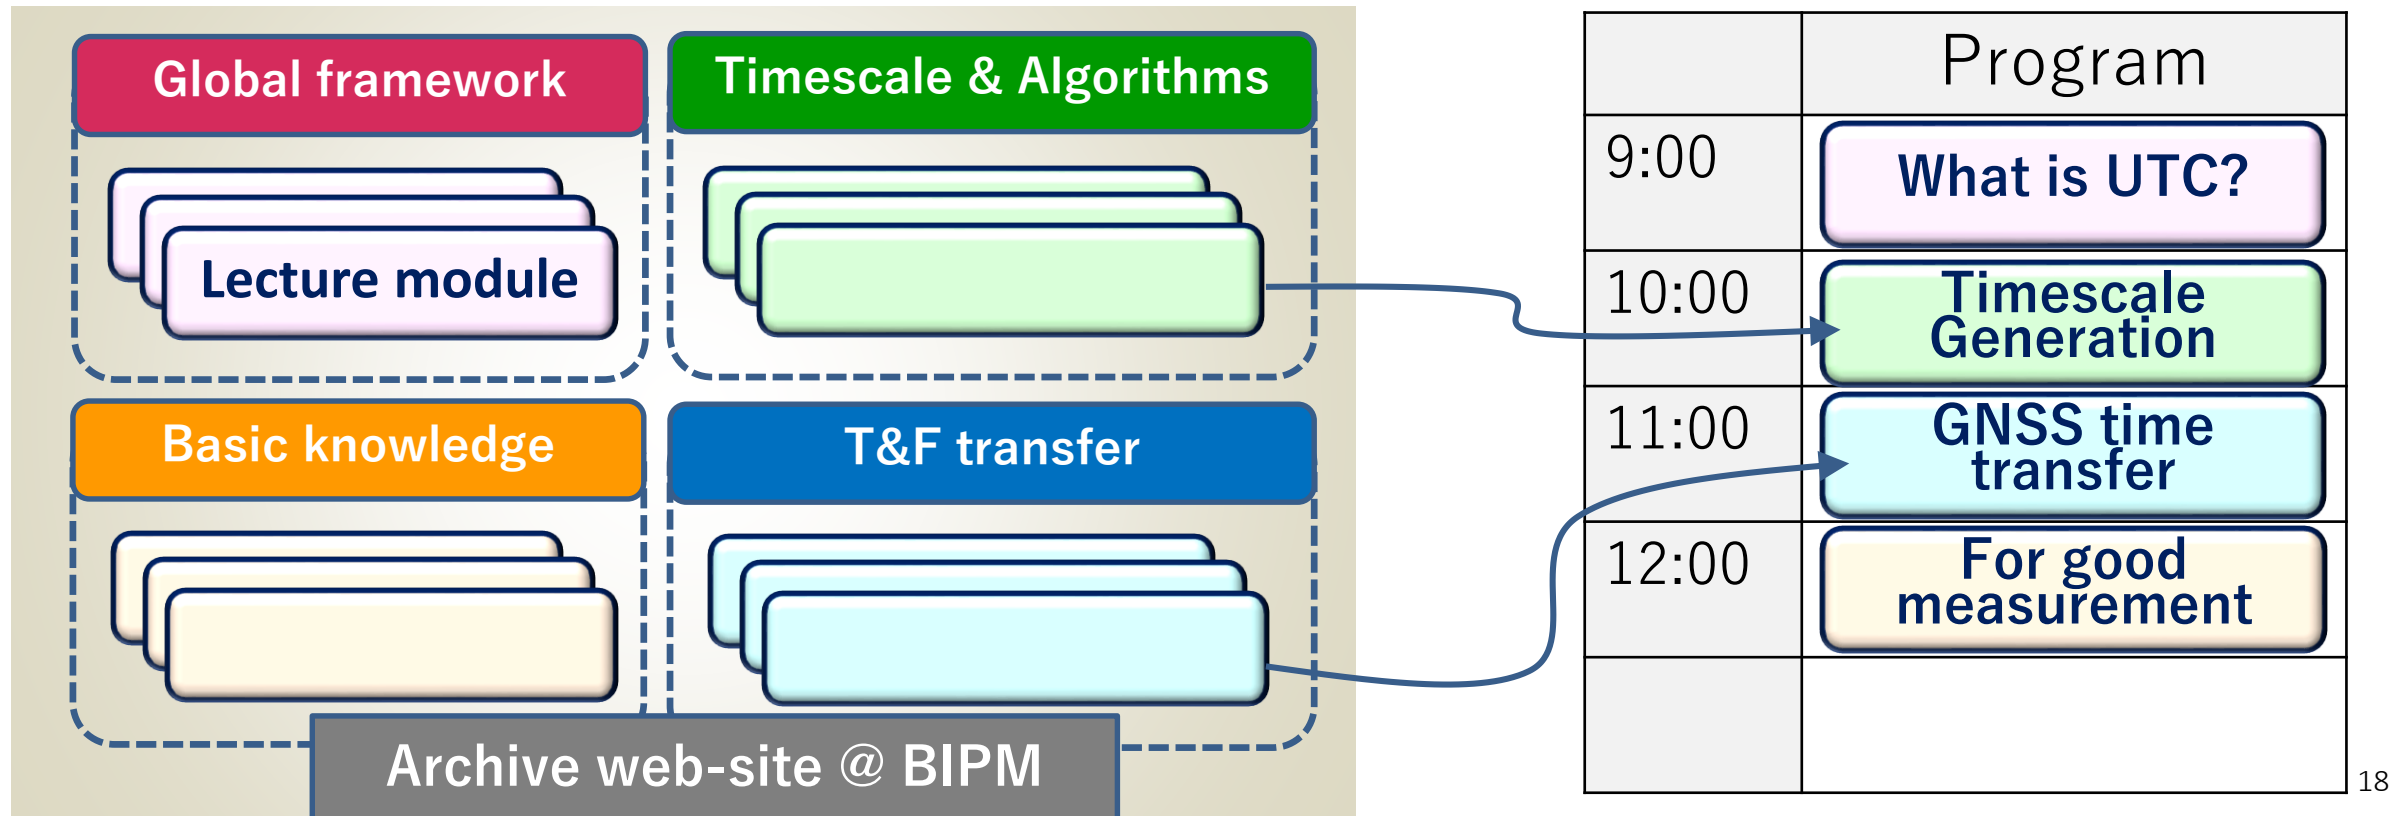 Global framework
Lecture module
Timescale & Algorithms
Basic knowledge
T&F transfer
Archive web-site @ BIPM
Program
9:00
What is UTC?
10:00
Timescale
Generation
11:00
GNSS time
transfer
12:00
For good
measurement
18